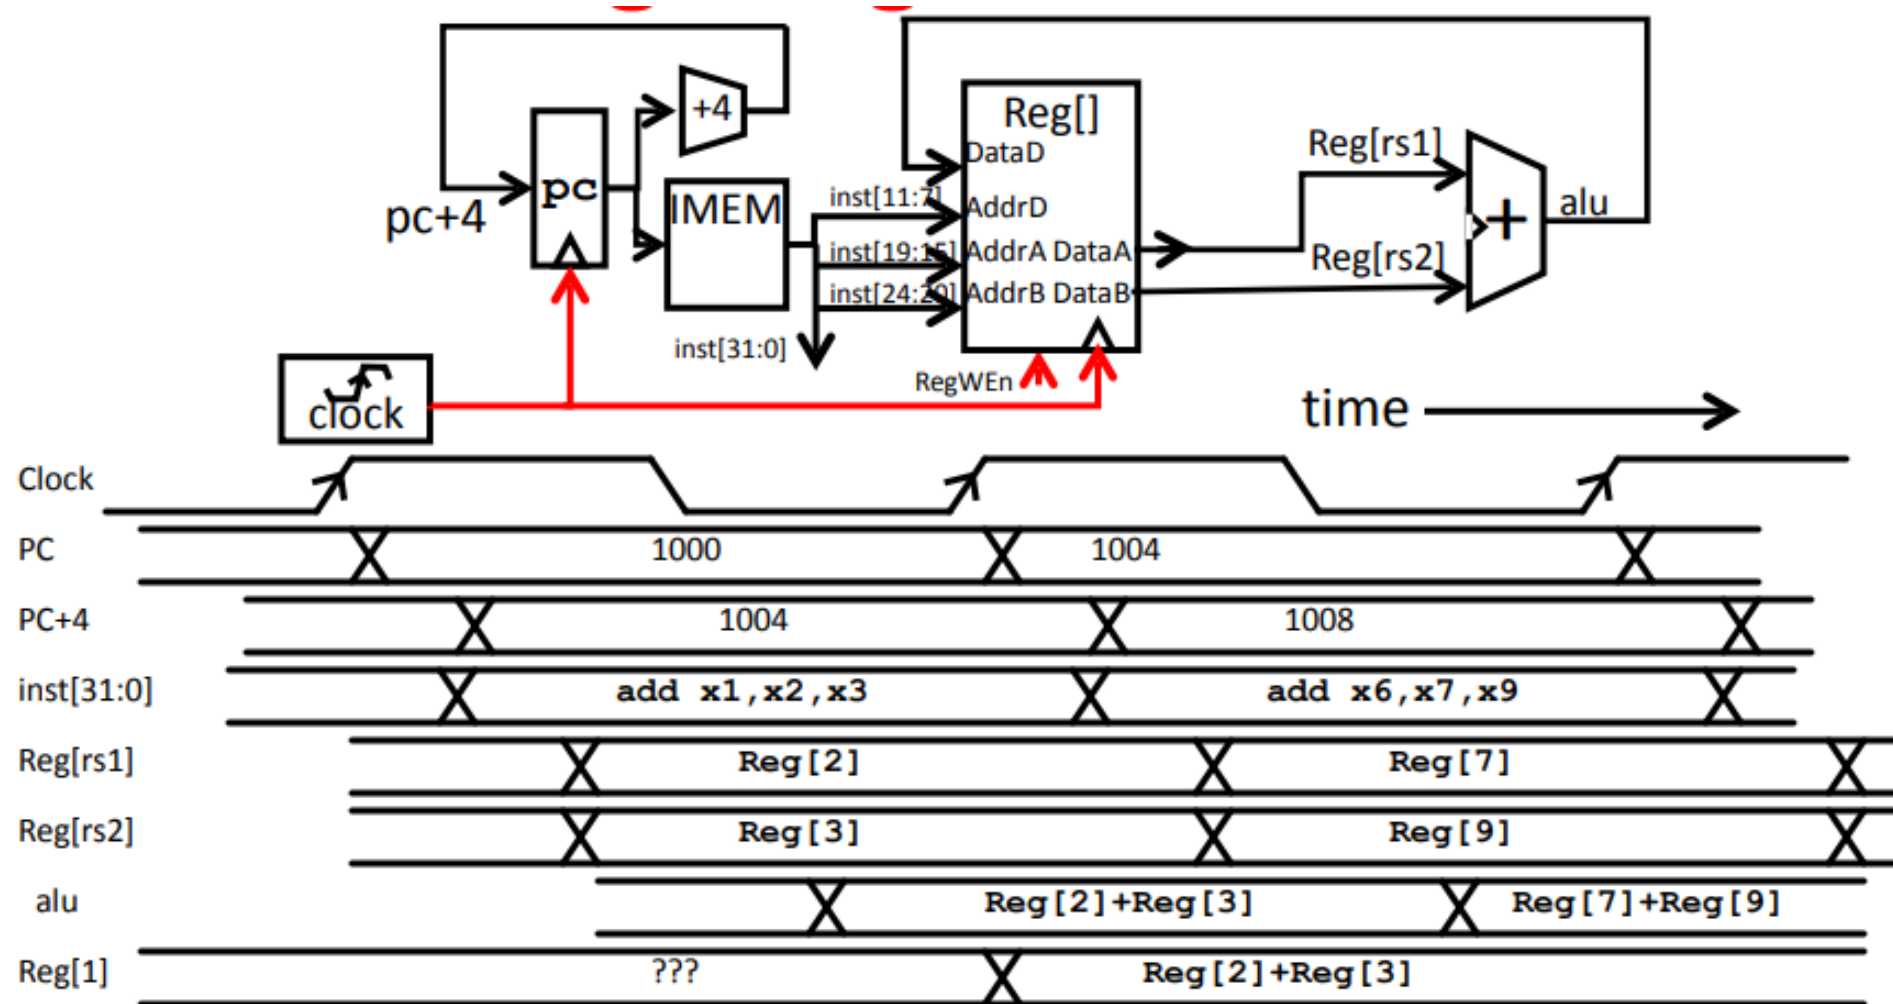 +4
Reg[]
DataD
Reg[rs1]
pc
IMEM
inst[11:7]
AddrD
alu
pc+4
inst[19:15]
AddrA DataA
Reg[rs2]
inst[24:20]
AddrB DataB
inst[31:0]
RegWEn
clock
time
Clock
PC 1000 1004
PC+4 1004 1008
inst[31:0] add x1,x2,x3 add x6,x7,x9
Reg[rs1] Reg[2] Reg[7]
Reg[rs2] Reg[3] Reg[9]
alu Reg[2]+Reg[3] Reg[7]+Reg[9]
Reg[1] ??? Reg[2]+Reg[3]
+